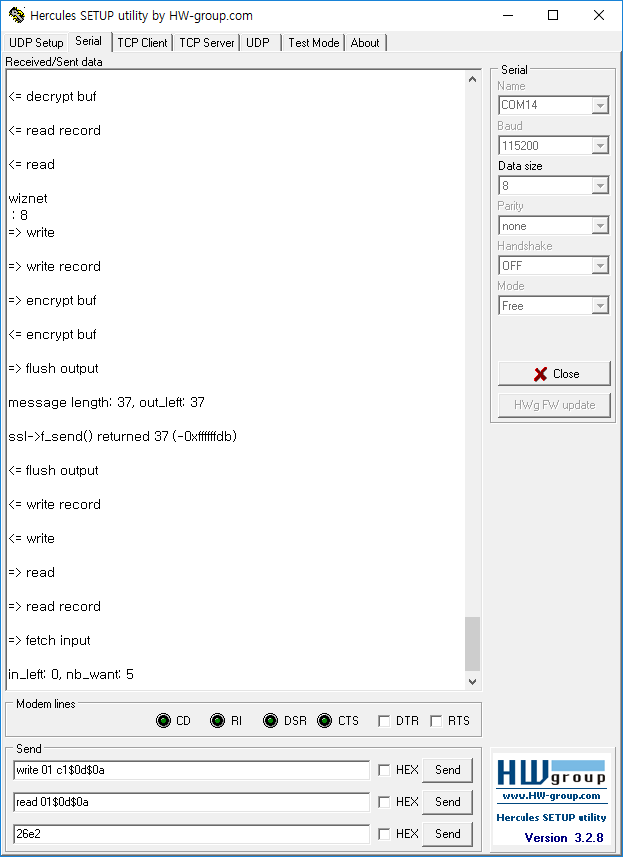 Hercules SETUP utility by HW-group.com
UDP Setup Serial TCP Client TCP Server UDP Test Mode About
Received/Sent data
<= decrypt buf
<= read record
<= read
wiznet
: 8
=> write
=> write record
=> encrypt buf
<= encrypt buf
=> flush output
message length: 37, out_left: 37
ssl->f_send() returned 37 (-0xffffffdb)
<= flush output
<= write record
<= write
=> read
=> read record
=> fetch input
in_left: 0, nb_want: 5
Serial
Name
COM14
Baud
115200
Data size
8
Parity
none
Handshake
OFF
Mode
Free
Close
HWg FW update
Modem lines
CD RI DSR CTS DTR RTS
Send
write 01 c1$0d$0a HEX Send
read 01$0d$0a HEX Send
26e2 HEX Send
HWgroup
www.HW-group.com
Hercules SETUP utility
Version 3.2.8